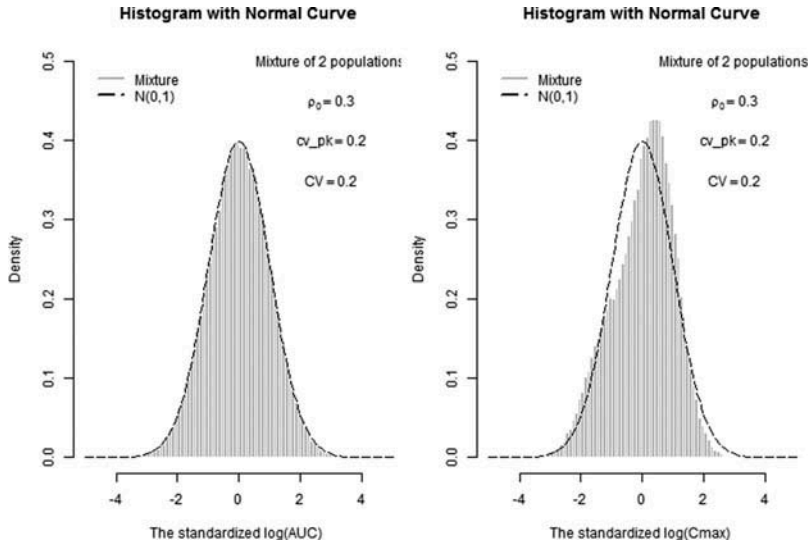 Histogram with Normal Curve
0.5
0.4
0.3
0.2
0.1
0.0
Density
Mixture
N(0,1)
Mixture of 2 populations
ρ0 = 0.3
cv_pk = 0.2
CV = 0.2
-4 -2 0 2 4
The standardized log(AUC)
Histogram with Normal Curve
0.5
0.4
0.3
0.2
0.1
0.0
Density
Mixture
N(0,1)
Mixture of 2 populations
ρ0 = 0.3
cv_pk = 0.2
CV = 0.2
-4 -2 0 2 4
The standardized log(Cmax)